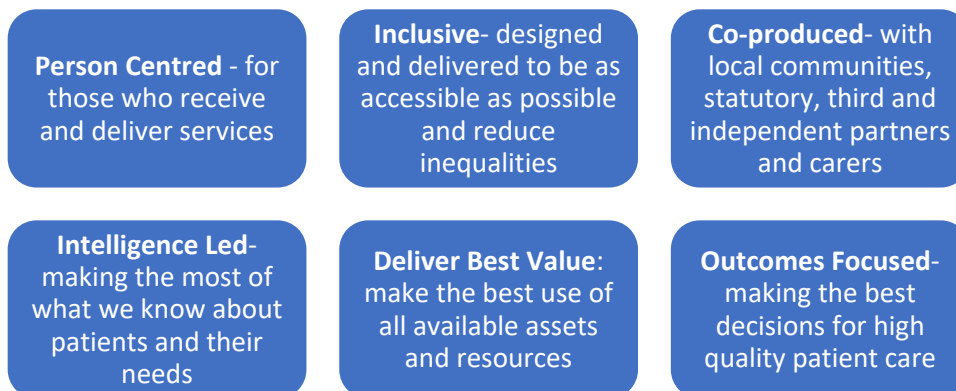 Person Centred - for
those who receive
and deliver services
Inclusive- designed
and delivered to be as
accessible as possible
and reduce
inequalities
Co-produced- with
local communities,
statutory, third and
independent partners
and carers
Intelligence Led-
making the most of
what we know about
patients and their
needs
Deliver Best Value:
make the best use of
all available assets
and resources
Outcomes Focused-
making the best
decisions for high
quality patient care